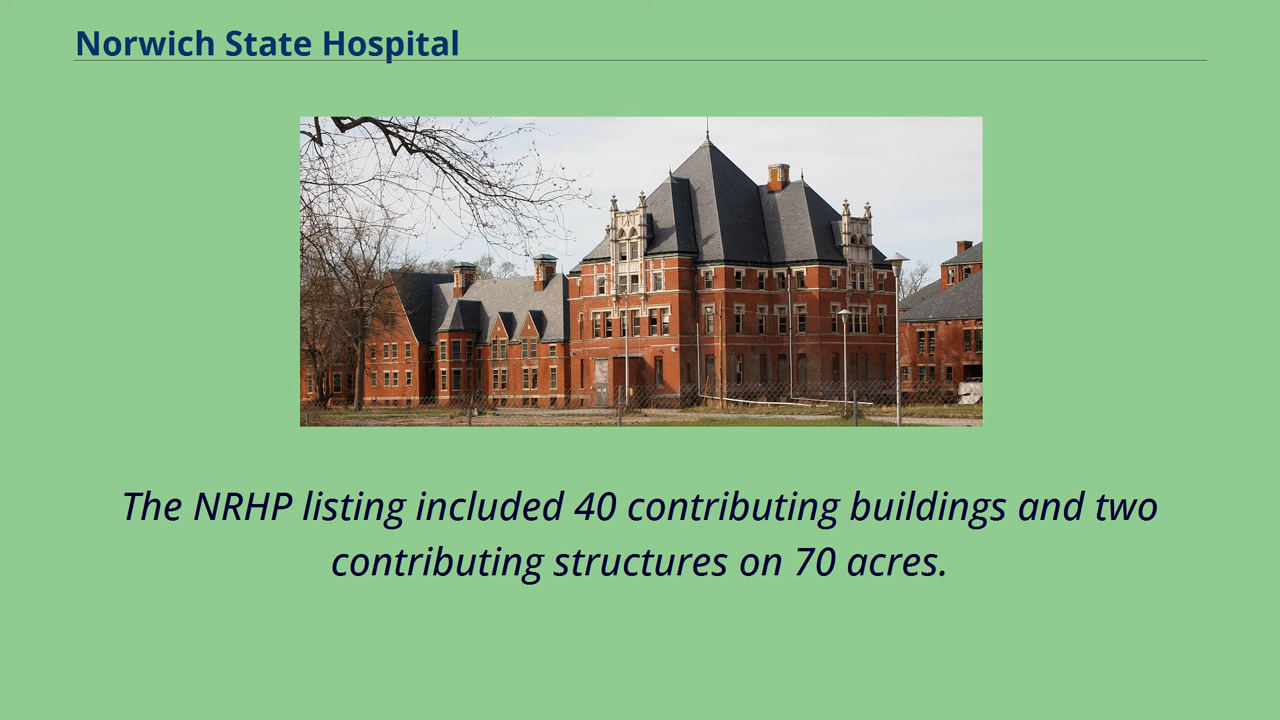 Norwich State Hospital
The NRHP listing included 40 contributing buildings and two
contributing structures on 70 acres.